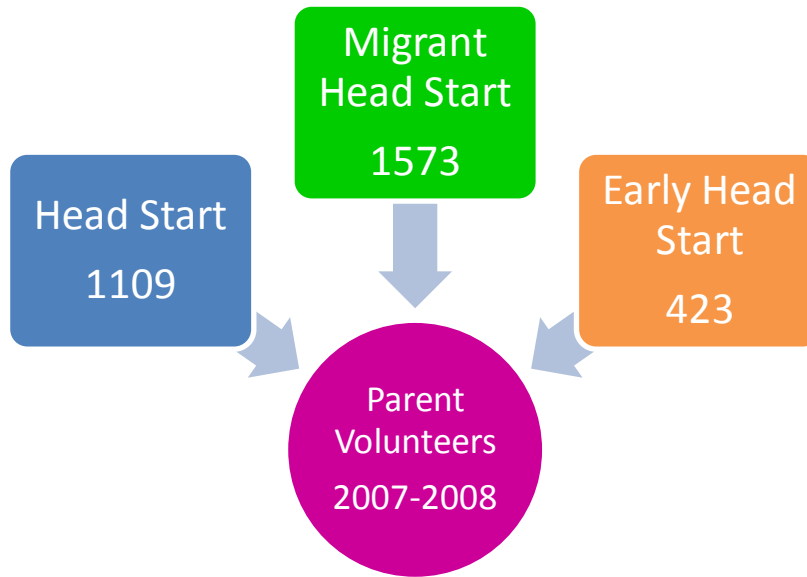 Migrant
Head Start
1573
Head Start
1109
Early Head
Start
423
Parent
Volunteers
2007-2008